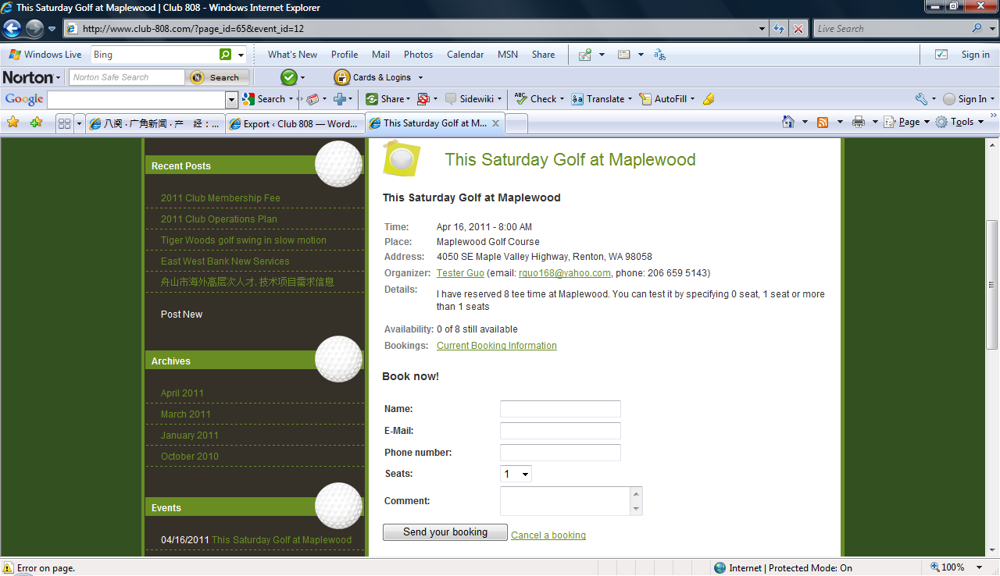 This Saturday Golf at Maplewood | Club 808 - Windows Internet Explorer
http://www.club-808.com/?page_id=65&event_id=12
Live Search
Windows Live
Bing
What's New
Profile
Mail
Photos
Calendar
MSN
Share
Sign in
Norton
Norton Safe Search
Search
Cards & Logins
Google
Search
Share
Sidewiki
Check
Translate
AutoFill
Sign In
八闽 · 广角新闻 · 产 经：...
Export ‹ Club 808 — Word...
This Saturday Golf at M...
Page
Tools
Recent Posts
2011 Club Membership Fee
2011 Club Operations Plan
Tiger Woods golf swing in slow motion
East West Bank New Services
舟山市海外高层次人才, 技术项目需求信息
Post New
Archives
April 2011
March 2011
January 2011
October 2010
Events
04/16/2011 This Saturday Golf at Maplewood
This Saturday Golf at Maplewood
This Saturday Golf at Maplewood
Time: Apr 16, 2011 - 8:00 AM
Place: Maplewood Golf Course
Address: 4050 SE Maple Valley Highway, Renton, WA 98058
Organizer: Tester Guo (email: rguo168@yahoo.com, phone: 206 659 5143)
Details: I have reserved 8 tee time at Maplewood. You can test it by specifying 0 seat, 1 seat or more
than 1 seats
Availability: 0 of 8 still available
Bookings: Current Booking Information
Book now!
Name:
E-Mail:
Phone number:
Seats: 1
Comment:
Send your booking Cancel a booking
Error on page.
Internet | Protected Mode: On
100%